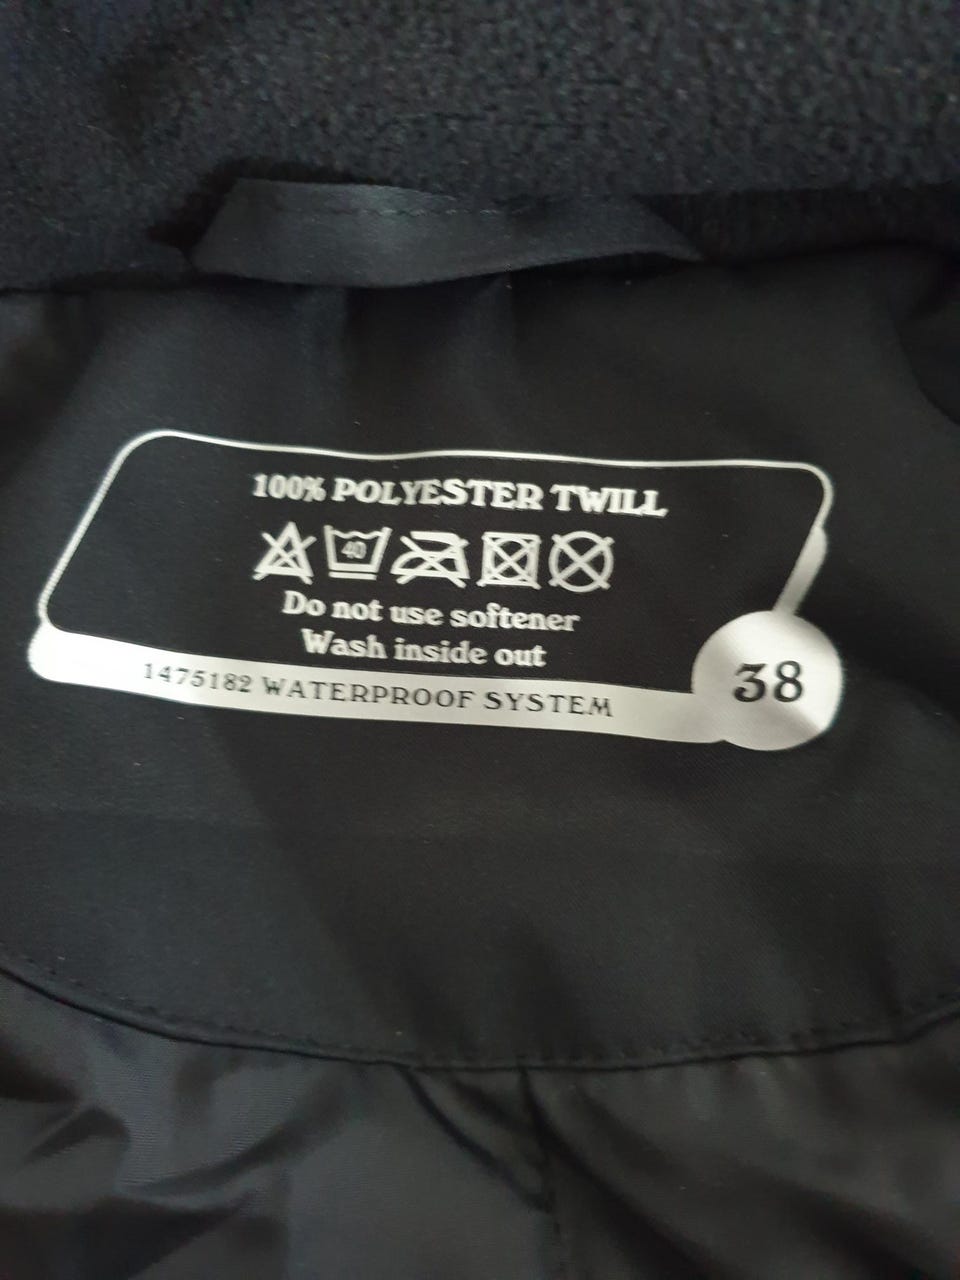 100% POLYESTER TWILL
40
Do not use softener
Wash inside out
1475182 WATERPROOF SYSTEM
38